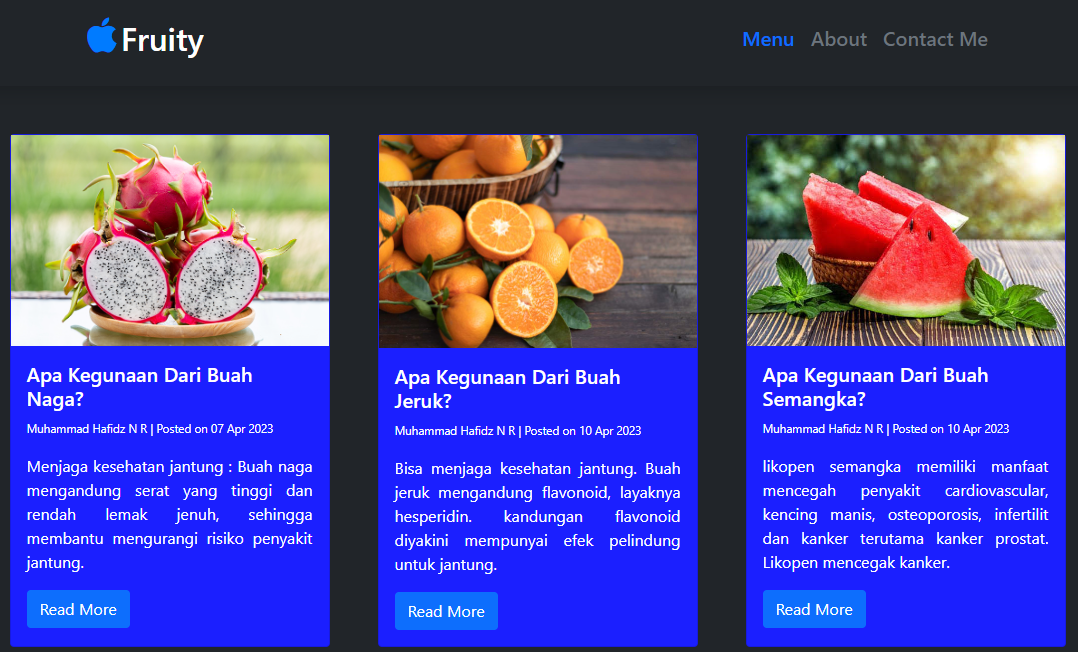 Fruity
Menu About Contact Me
Apa Kegunaan Dari Buah
Naga?
Muhammad Hafidz N R | Posted on 07 Apr 2023
Menjaga kesehatan jantung : Buah naga
mengandung serat yang tinggi dan
rendah lemak jenuh, sehingga
membantu mengurangi risiko penyakit
jantung.
Read More
Apa Kegunaan Dari Buah
Jeruk?
Muhammad Hafidz N R | Posted on 10 Apr 2023
Bisa menjaga kesehatan jantung. Buah
jeruk mengandung flavonoid, layaknya
hesperidin. kandungan flavonoid
diyakini mempunyai efek pelindung
untuk jantung.
Read More
Apa Kegunaan Dari Buah
Semangka?
Muhammad Hafidz N R | Posted on 10 Apr 2023
likopen semangka memiliki manfaat
mencegah penyakit cardiovascular,
kencing manis, osteoporosis, infertilit
dan kanker terutama kanker prostat.
Likopen mencegak kanker.
Read More